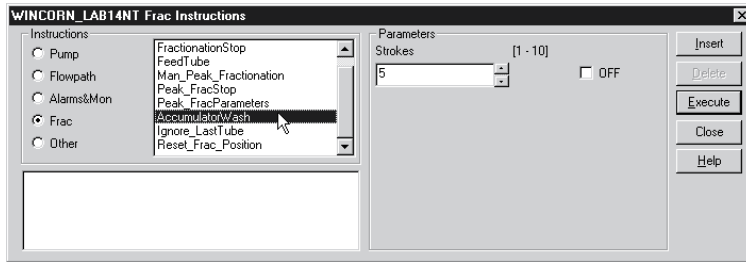 WINCORN_LAB14NT Frac Instructions
Instructions
Pump
Flowpath
Alarms&Mon
Frac
Other
FractionationStop
FeedTube
Man_Peak_Fractionation
Peak_FracStop
Peak_FracParameters
AccumulatorWash
Ignore_LastTube
Reset_Frac_Position
Parameters
Strokes [1 - 10]
5
OFF
Insert
Delete
Execute
Close
Help